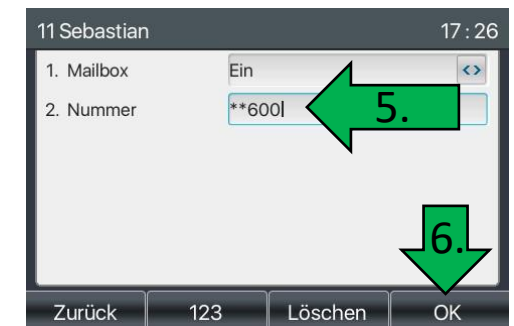 11 Sebastian 17:26
1. Mailbox Ein <>
2. Nummer **600 5.
6.
Zurück 123 Löschen OK